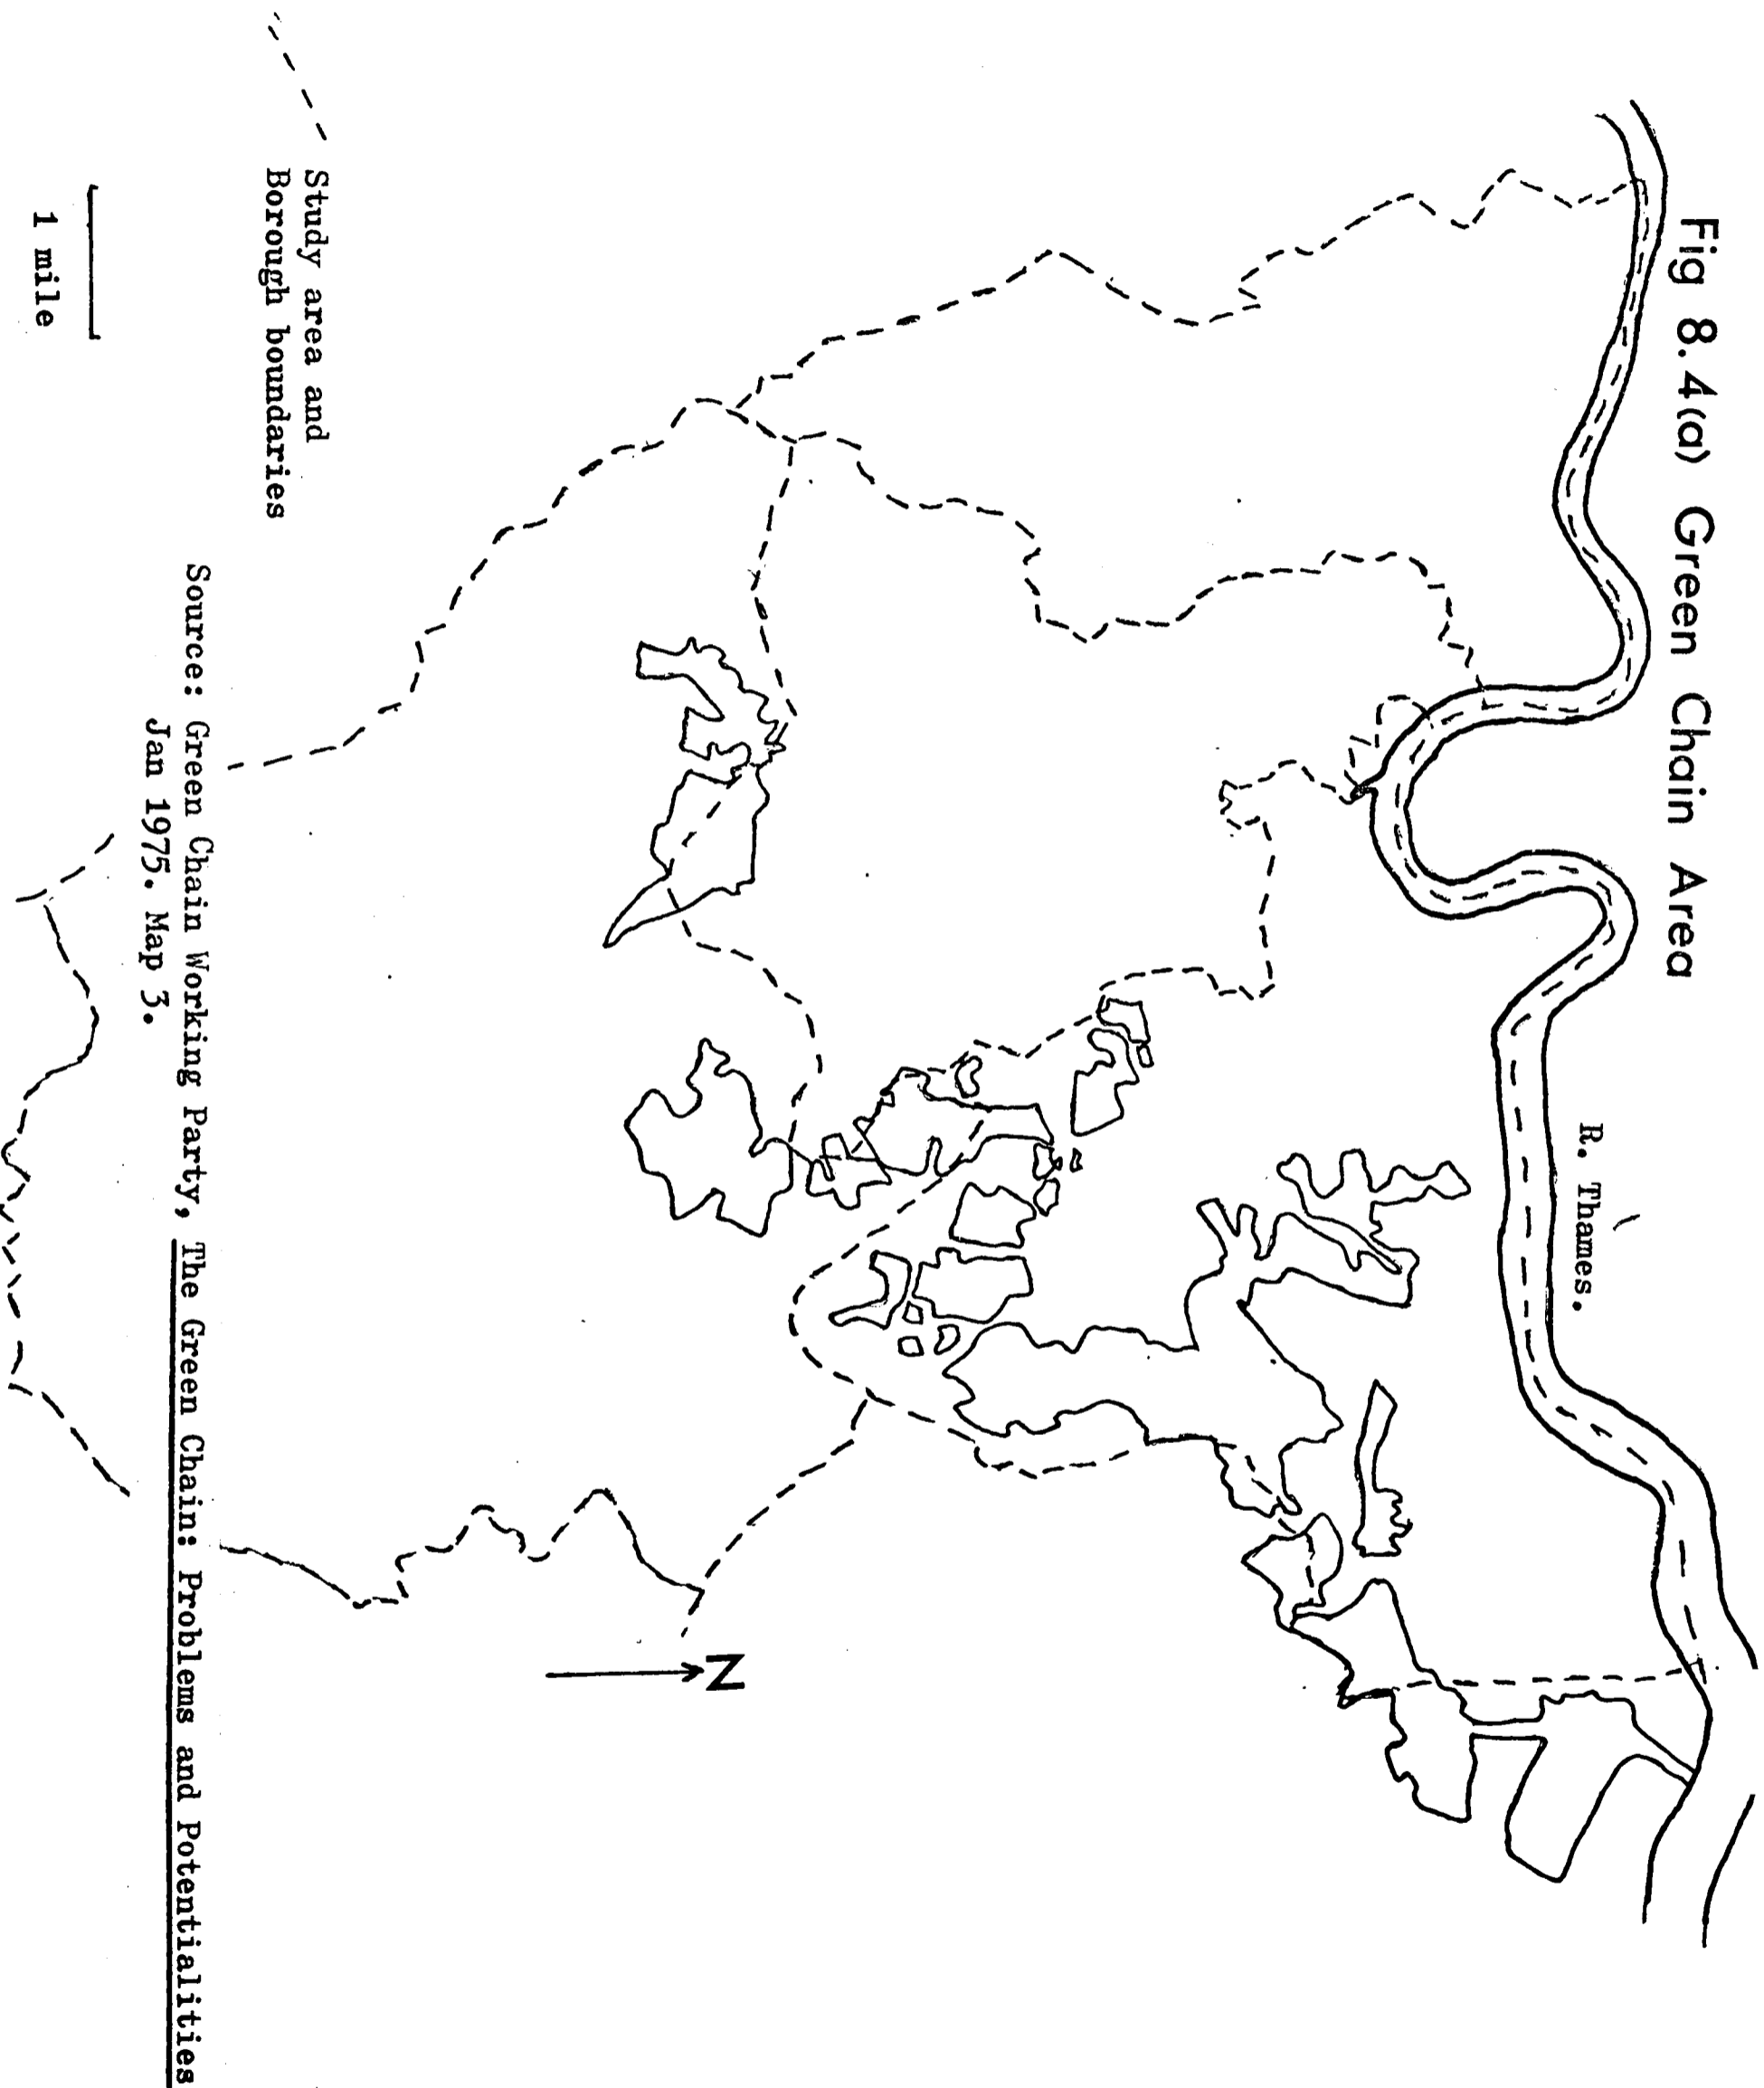 Fig 8.4(a) Green Chain Area
R. Thames.
Study area and
Borough boundaries
1 mile
N
Source: Green Chain Working Party, The Green Chain: Problems and Potentialities
Jan 1975. Map 3.